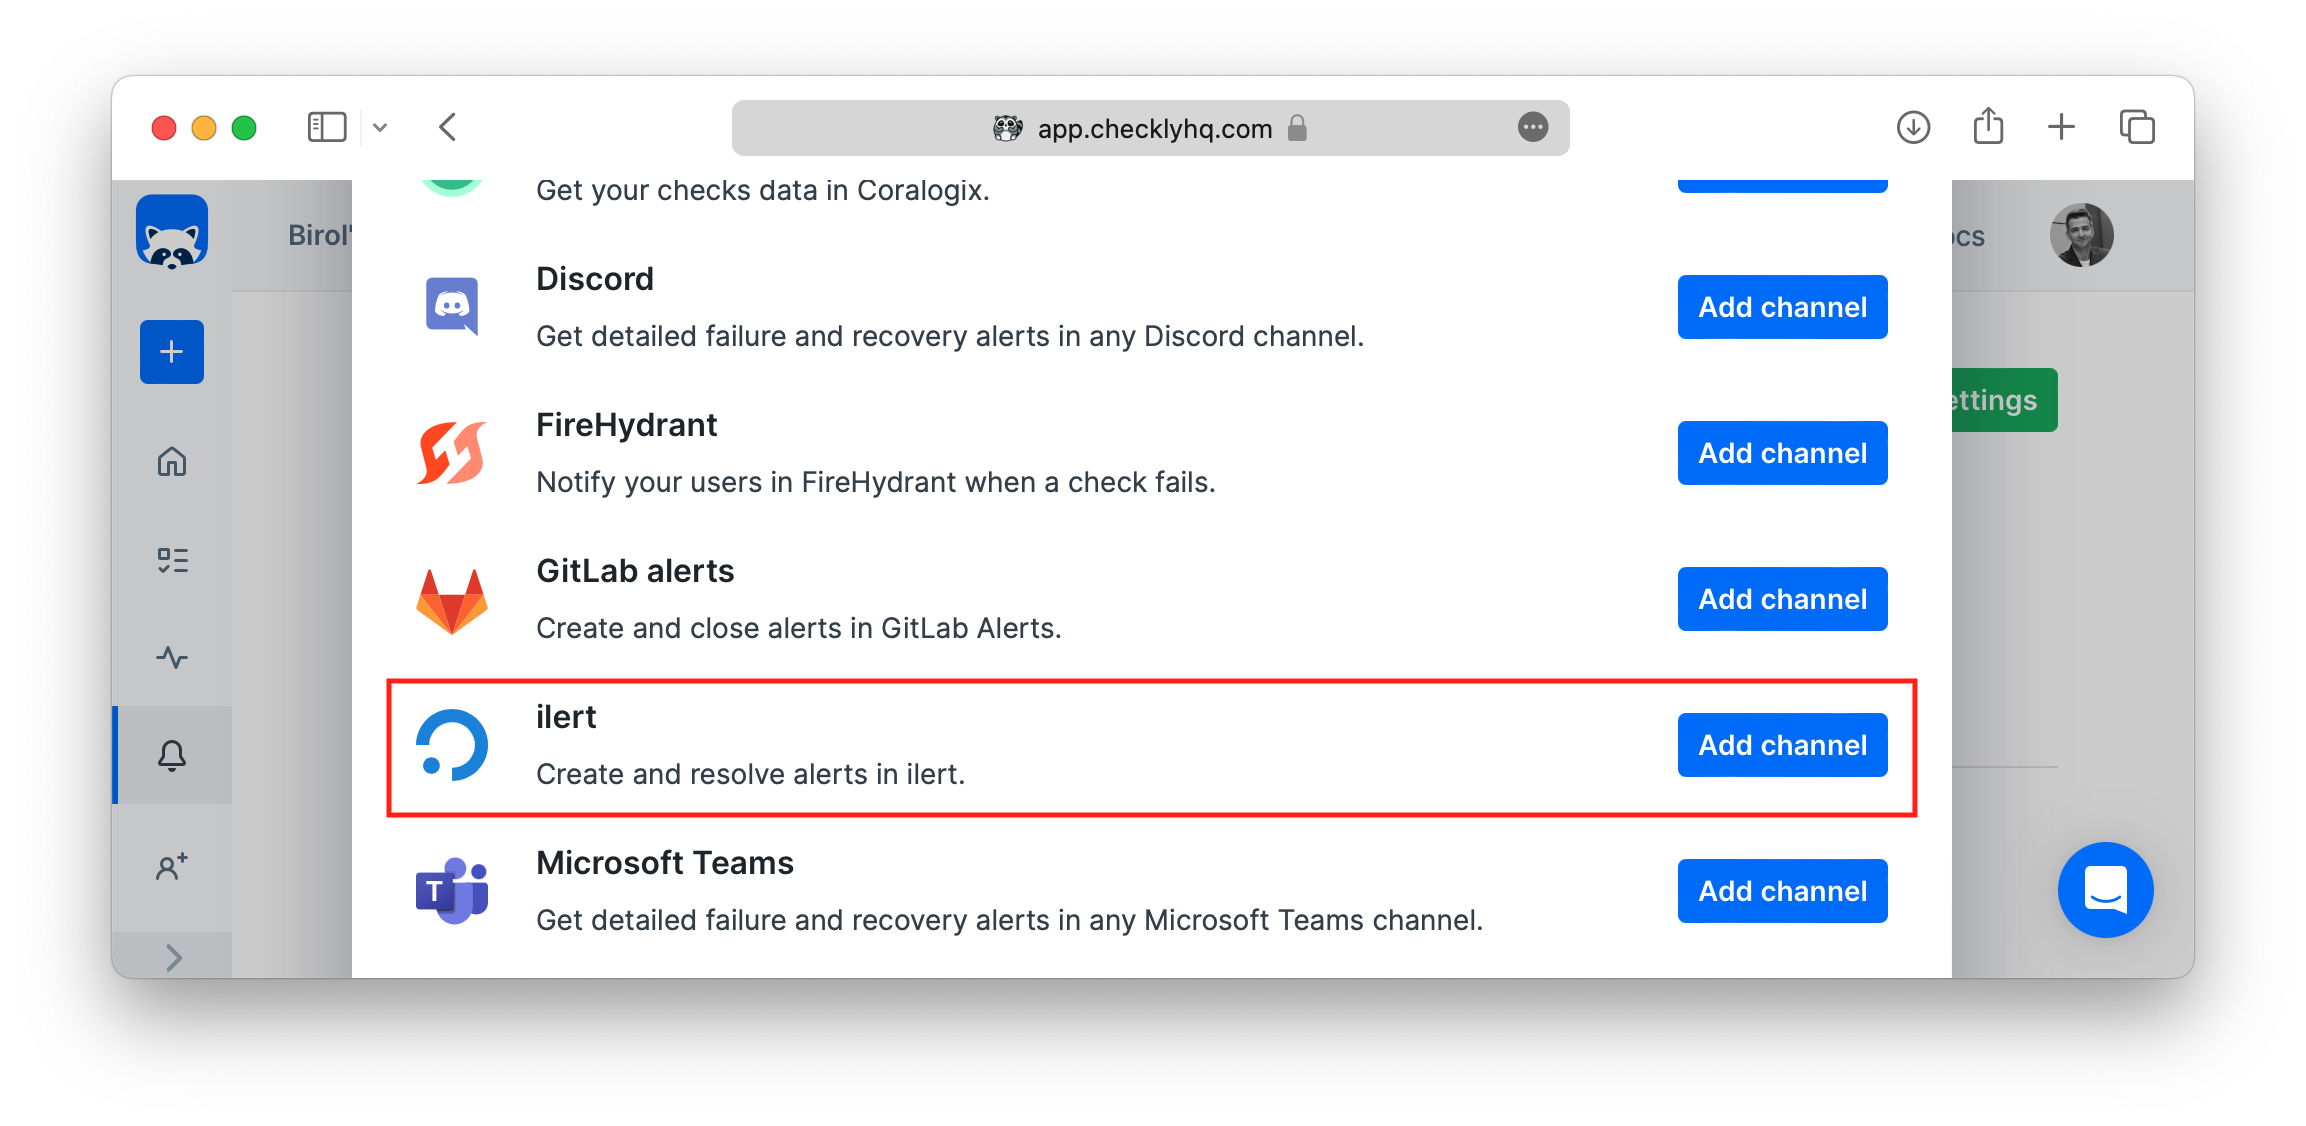 app.checklyhq.com
Get your checks data in Coralogix.
Birol'
Discord
Get detailed failure and recovery alerts in any Discord channel.
Add channel
FireHydrant
Notify your users in FireHydrant when a check fails.
Add channel
ettings
GitLab alerts
Create and close alerts in GitLab Alerts.
Add channel
ilert
Create and resolve alerts in ilert.
Add channel
T
Microsoft Teams
Get detailed failure and recovery alerts in any Microsoft Teams channel.
Add channel